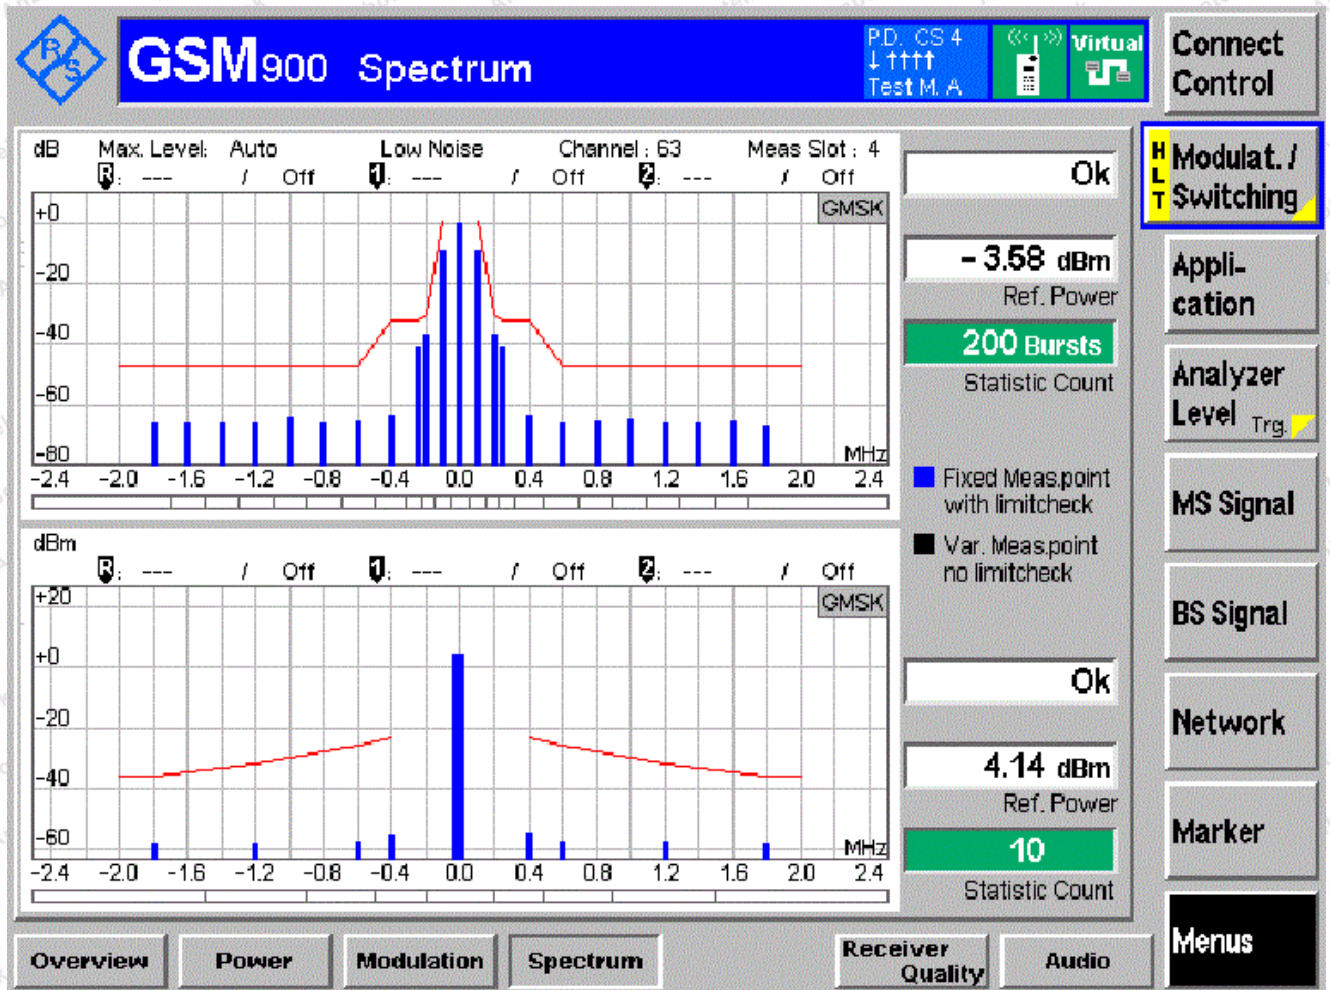 R&S
GSM900 Spectrum
P.D. CS 4
↓ ↑↑↑↑
Test M. A
Virtual
Connect
Control
dB Max. Level: Auto Low Noise Channel : 63 Meas Slot : 4
R: --- / Off 1: --- / Off 2: --- / Off
GMSK
+0
-20
-40
-60
-80
MHz
-2.4 -2.0 -1.6 -1.2 -0.8 -0.4 0.0 0.4 0.8 1.2 1.6 2.0 2.4
Ok
- 3.58 dBm
Ref. Power
200 Bursts
Statistic Count
Fixed Meas.point
with limitcheck
Var. Meas.point
no limitcheck
dBm
R: --- / Off 1: --- / Off 2: --- / Off
GMSK
+20
+0
-20
-40
-60
MHz
-2.4 -2.0 -1.6 -1.2 -0.8 -0.4 0.0 0.4 0.8 1.2 1.6 2.0 2.4
Ok
4.14 dBm
Ref. Power
10
Statistic Count
HLT
Modulat. /
Switching
Appli-
cation
Analyzer
Level Trg.
MS Signal
BS Signal
Network
Marker
Menus
Overview Power Modulation Spectrum Receiver
Quality Audio